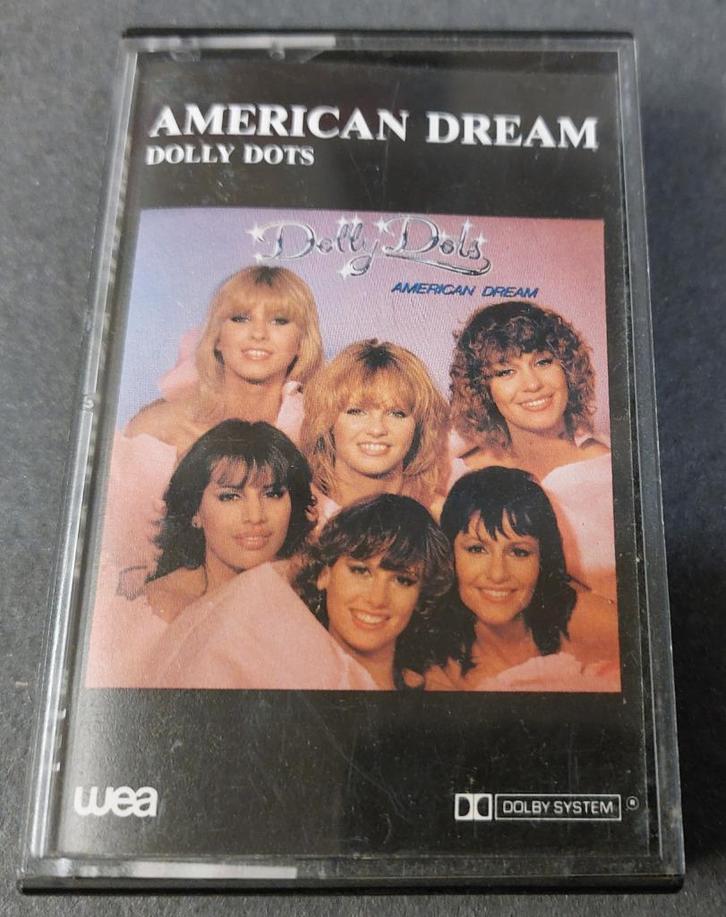 AMERICAN DREAM
DOLLY DOTS
Dolly Dots
AMERICAN DREAM
wea
DOLBY SYSTEM ®